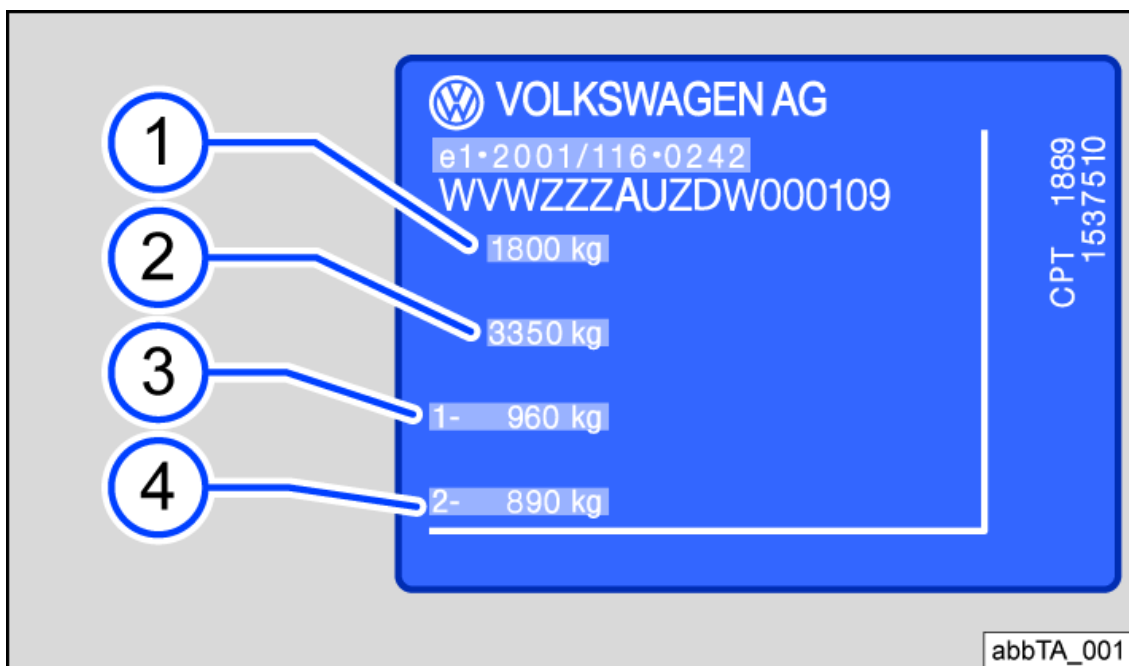 VOLKSWAGEN AG
e1•2001/116•0242
WVWZZZAUZDW000109
1
1800 kg
2
3350 kg
3
1- 960 kg
4
2- 890 kg
CPT 1889
1537510
abbTA_001